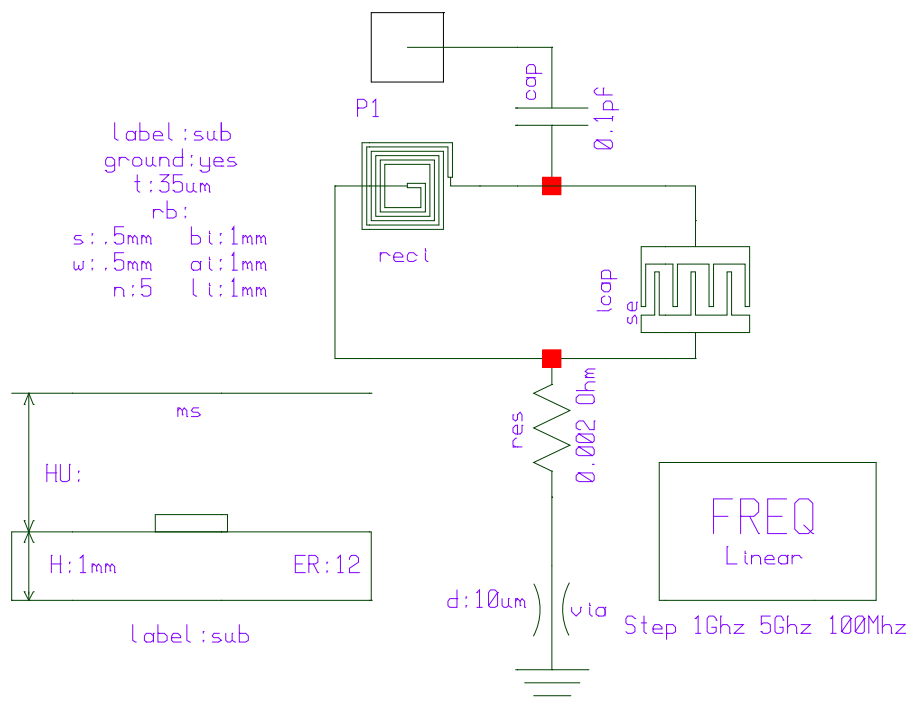 P1
cap
0.1pf
label:sub
ground:yes
t:35um
rb:
s:.5mm bi:1mm
w:.5mm ai:1mm
n:5 li:1mm
recl
lcap
se
ms
HU:
H:1mm ER:12
label:sub
res
0.002 Ohm
d:10um via
FREQ
Linear
Step 1Ghz 5Ghz 100Mhz